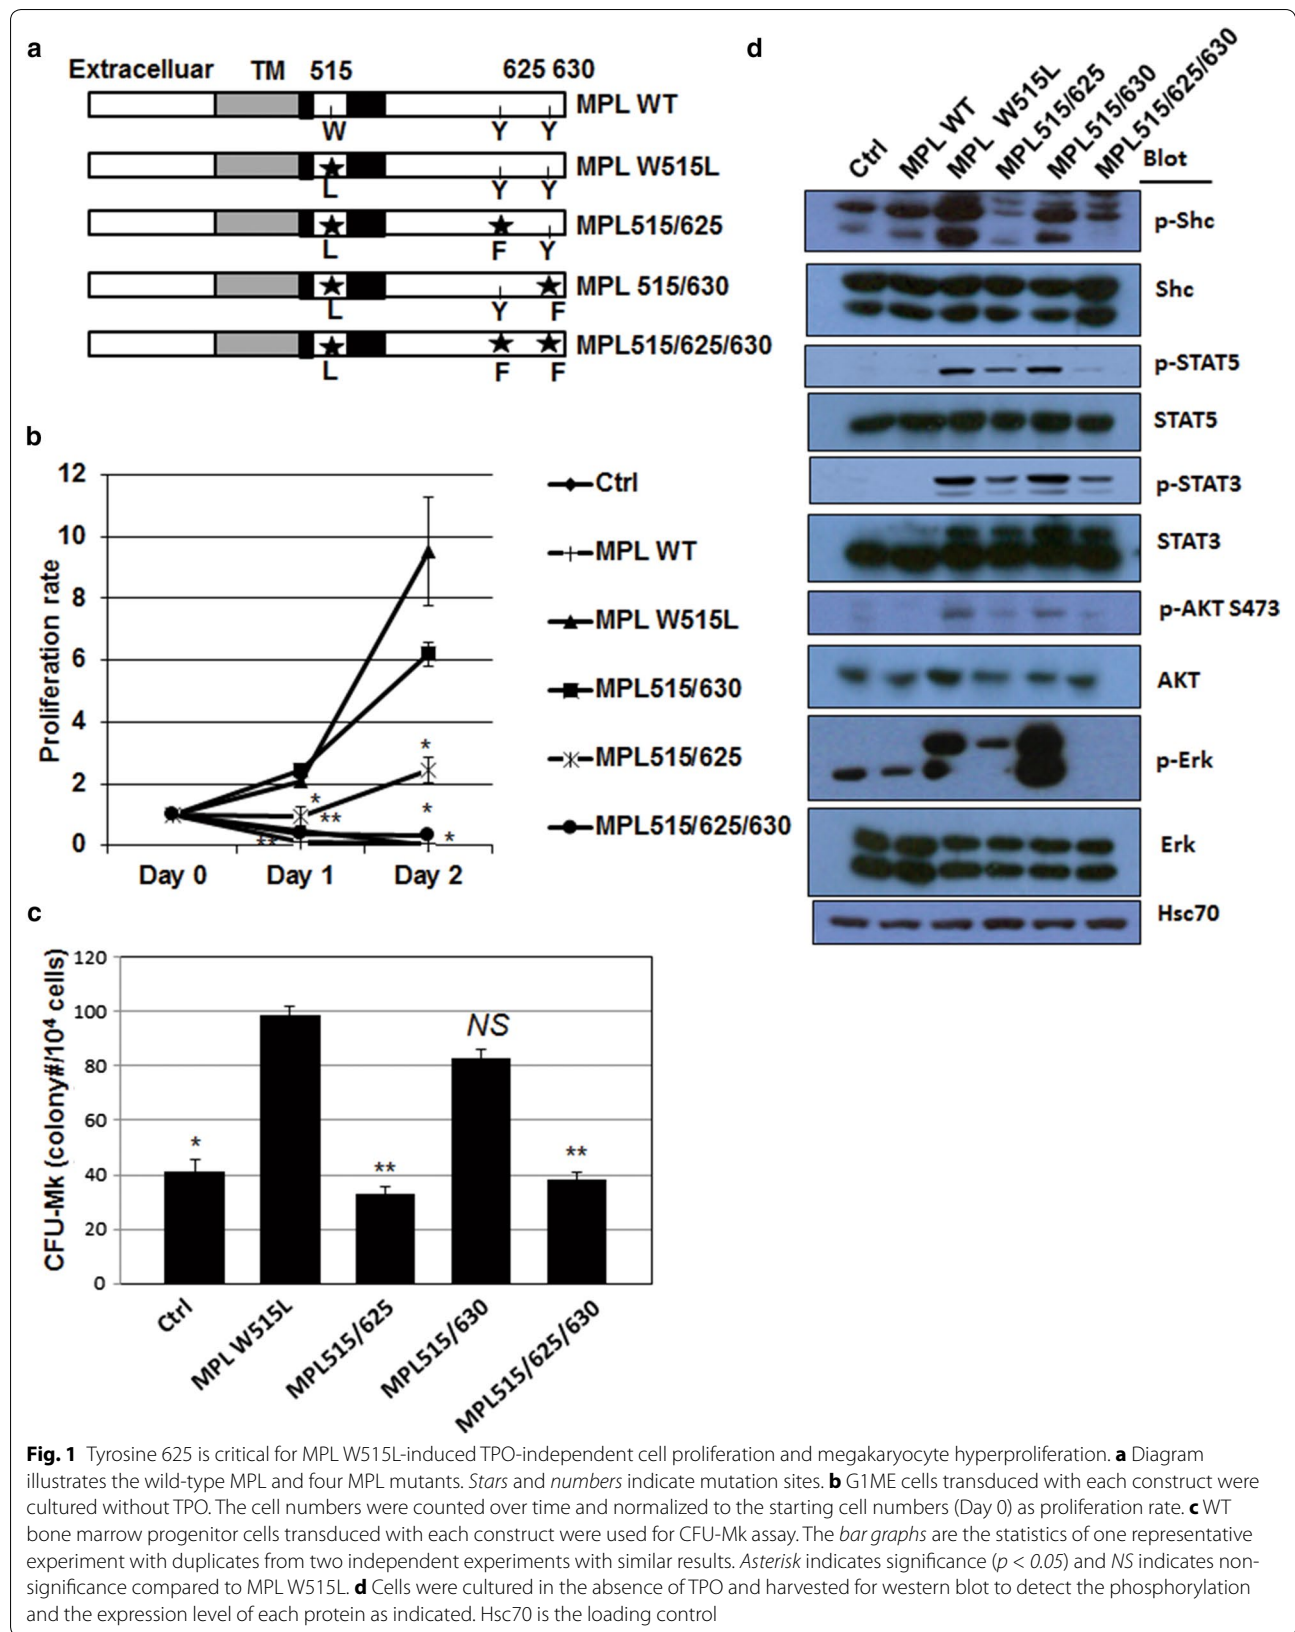 a
Extracelluar TM 515 625 630
MPL WT
W Y Y
MPL W515L
L Y Y
MPL515/625
L F Y
MPL 515/630
L Y F
MPL515/625/630
L F F
b
Proliferation rate
12
10
8
6
4
2
0
Day 0 Day 1 Day 2
*
**
**
*
*
*
Ctrl
MPL WT
MPL W515L
MPL515/630
MPL515/625
MPL515/625/630
c
CFU-Mk (colony#/10⁴ cells)
120
100
80
60
40
20
0
*
**
NS
**
Ctrl
MPL W515L
MPL515/625
MPL515/630
MPL515/625/630
d
Ctrl
MPL WT
MPL W515L
MPL515/625
MPL515/630
MPL515/625/630
Blot
p-Shc
Shc
p-STAT5
STAT5
p-STAT3
STAT3
p-AKT S473
AKT
p-Erk
Erk
Hsc70
Fig. 1 Tyrosine 625 is critical for MPL W515L-induced TPO-independent cell proliferation and megakaryocyte hyperproliferation. a Diagram
illustrates the wild-type MPL and four MPL mutants. Stars and numbers indicate mutation sites. b G1ME cells transduced with each construct were
cultured without TPO. The cell numbers were counted over time and normalized to the starting cell numbers (Day 0) as proliferation rate. c WT
bone marrow progenitor cells transduced with each construct were used for CFU-Mk assay. The bar graphs are the statistics of one representative
experiment with duplicates from two independent experiments with similar results. Asterisk indicates significance (p < 0.05) and NS indicates non-
significance compared to MPL W515L. d Cells were cultured in the absence of TPO and harvested for western blot to detect the phosphorylation
and the expression level of each protein as indicated. Hsc70 is the loading control